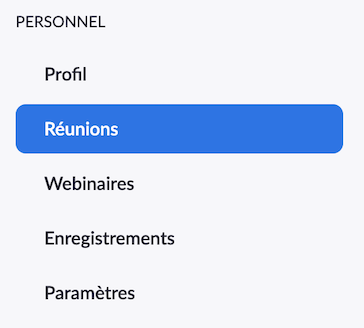 PERSONNEL
Profil
Réunions
Webinaires
Enregistrements
Paramètres